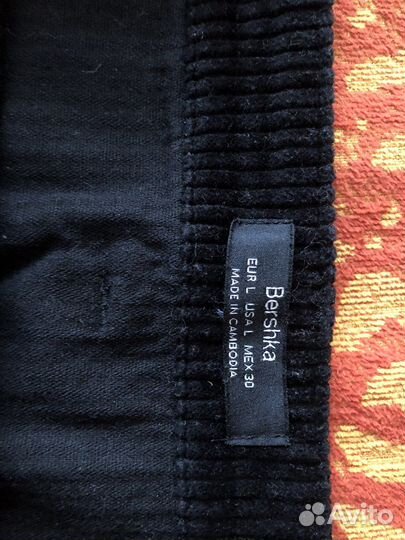 Bershka
EUR L USA L MEX 30
MADE IN CAMBODIA
Avito